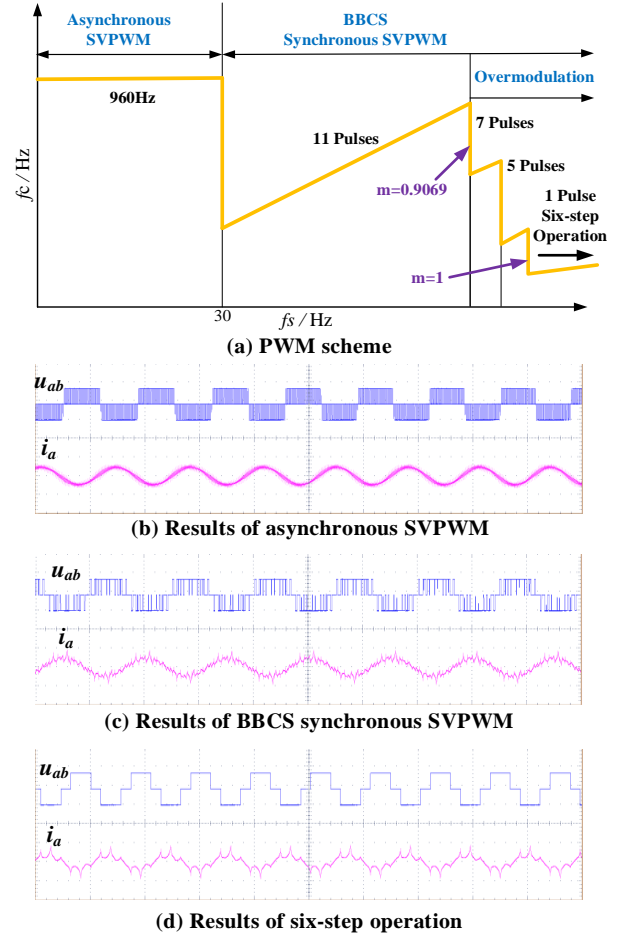 Asynchronous
SVPWM
BBCS
Synchronous SVPWM
Overmodulation
960Hz
11 Pulses
7 Pulses
m=0.9069
5 Pulses
1 Pulse
Six-step
Operation
m=1
fc / Hz
30
fs / Hz
(a) PWM scheme
uab
ia
(b) Results of asynchronous SVPWM
uab
ia
(c) Results of BBCS synchronous SVPWM
uab
ia
(d) Results of six-step operation